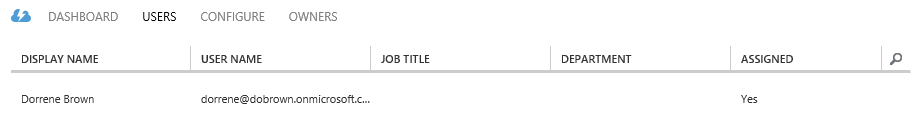 DASHBOARD USERS CONFIGURE OWNERS
DISPLAY NAME USER NAME JOB TITLE DEPARTMENT ASSIGNED
Dorrene Brown dorrene@dobrown.onmicrosoft.c... Yes